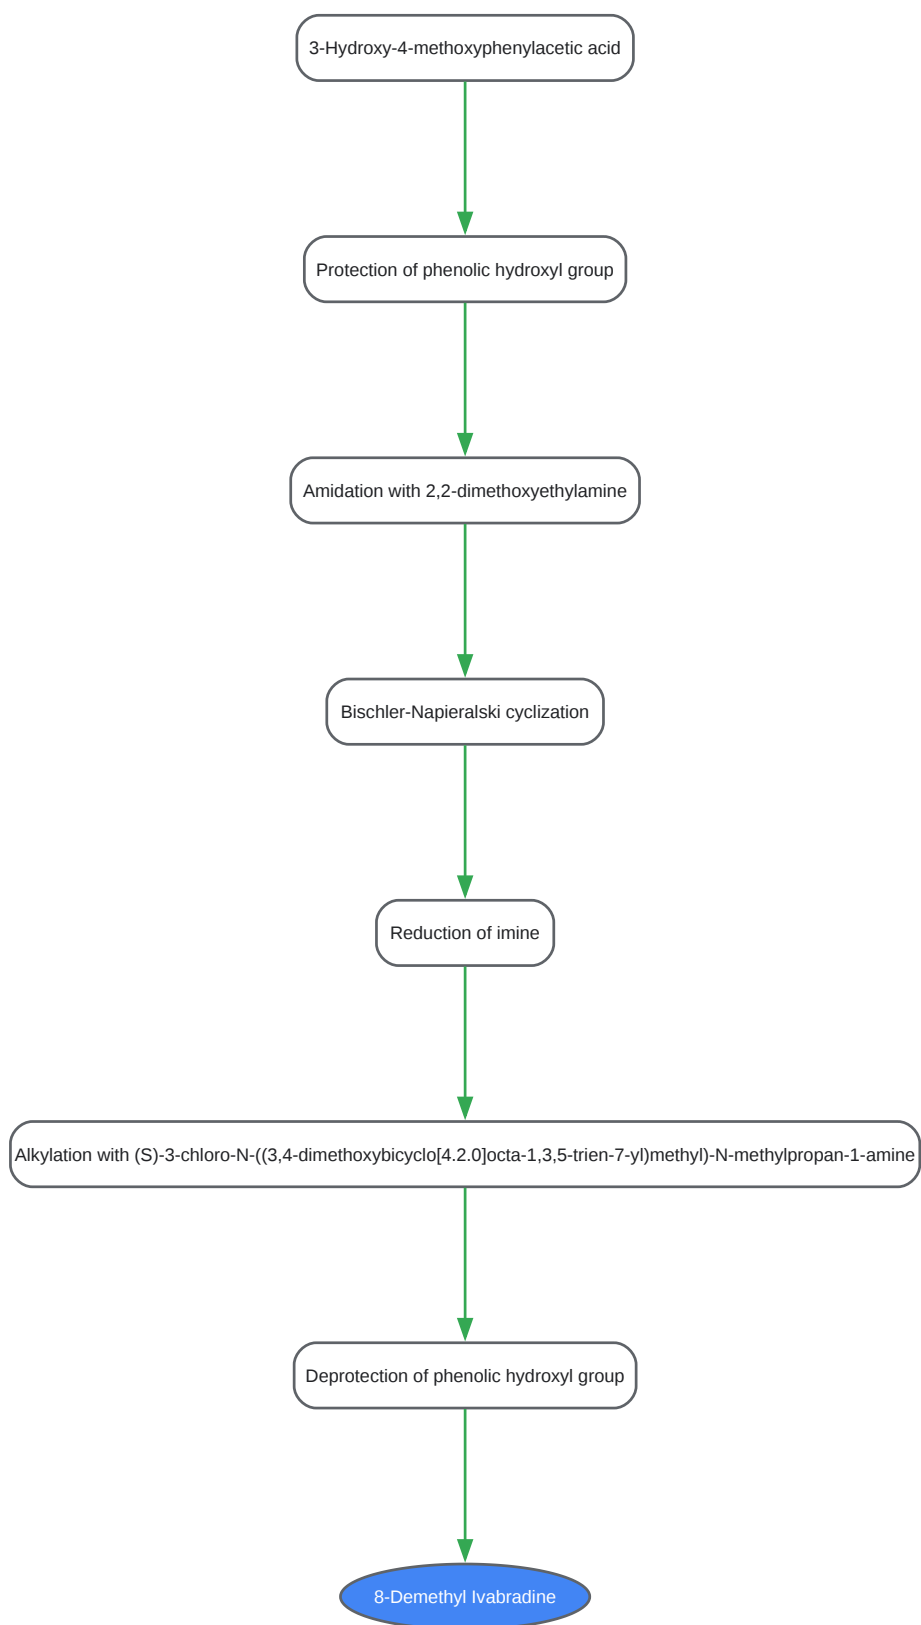 3-Hydroxy-4-methoxyphenylacetic acid
Protection of phenolic hydroxyl group
Amidation with 2,2-dimethoxyethylamine
Bischler-Napieralski cyclization
Reduction of imine
Alkylation with (S)-3-chloro-N-((3,4-dimethoxybicyclo[4.2.0]octa-1,3,5-trien-7-yl)methyl)-N-methylpropan-1-amine
Deprotection of phenolic hydroxyl group
8-Demethyl Ivabradine